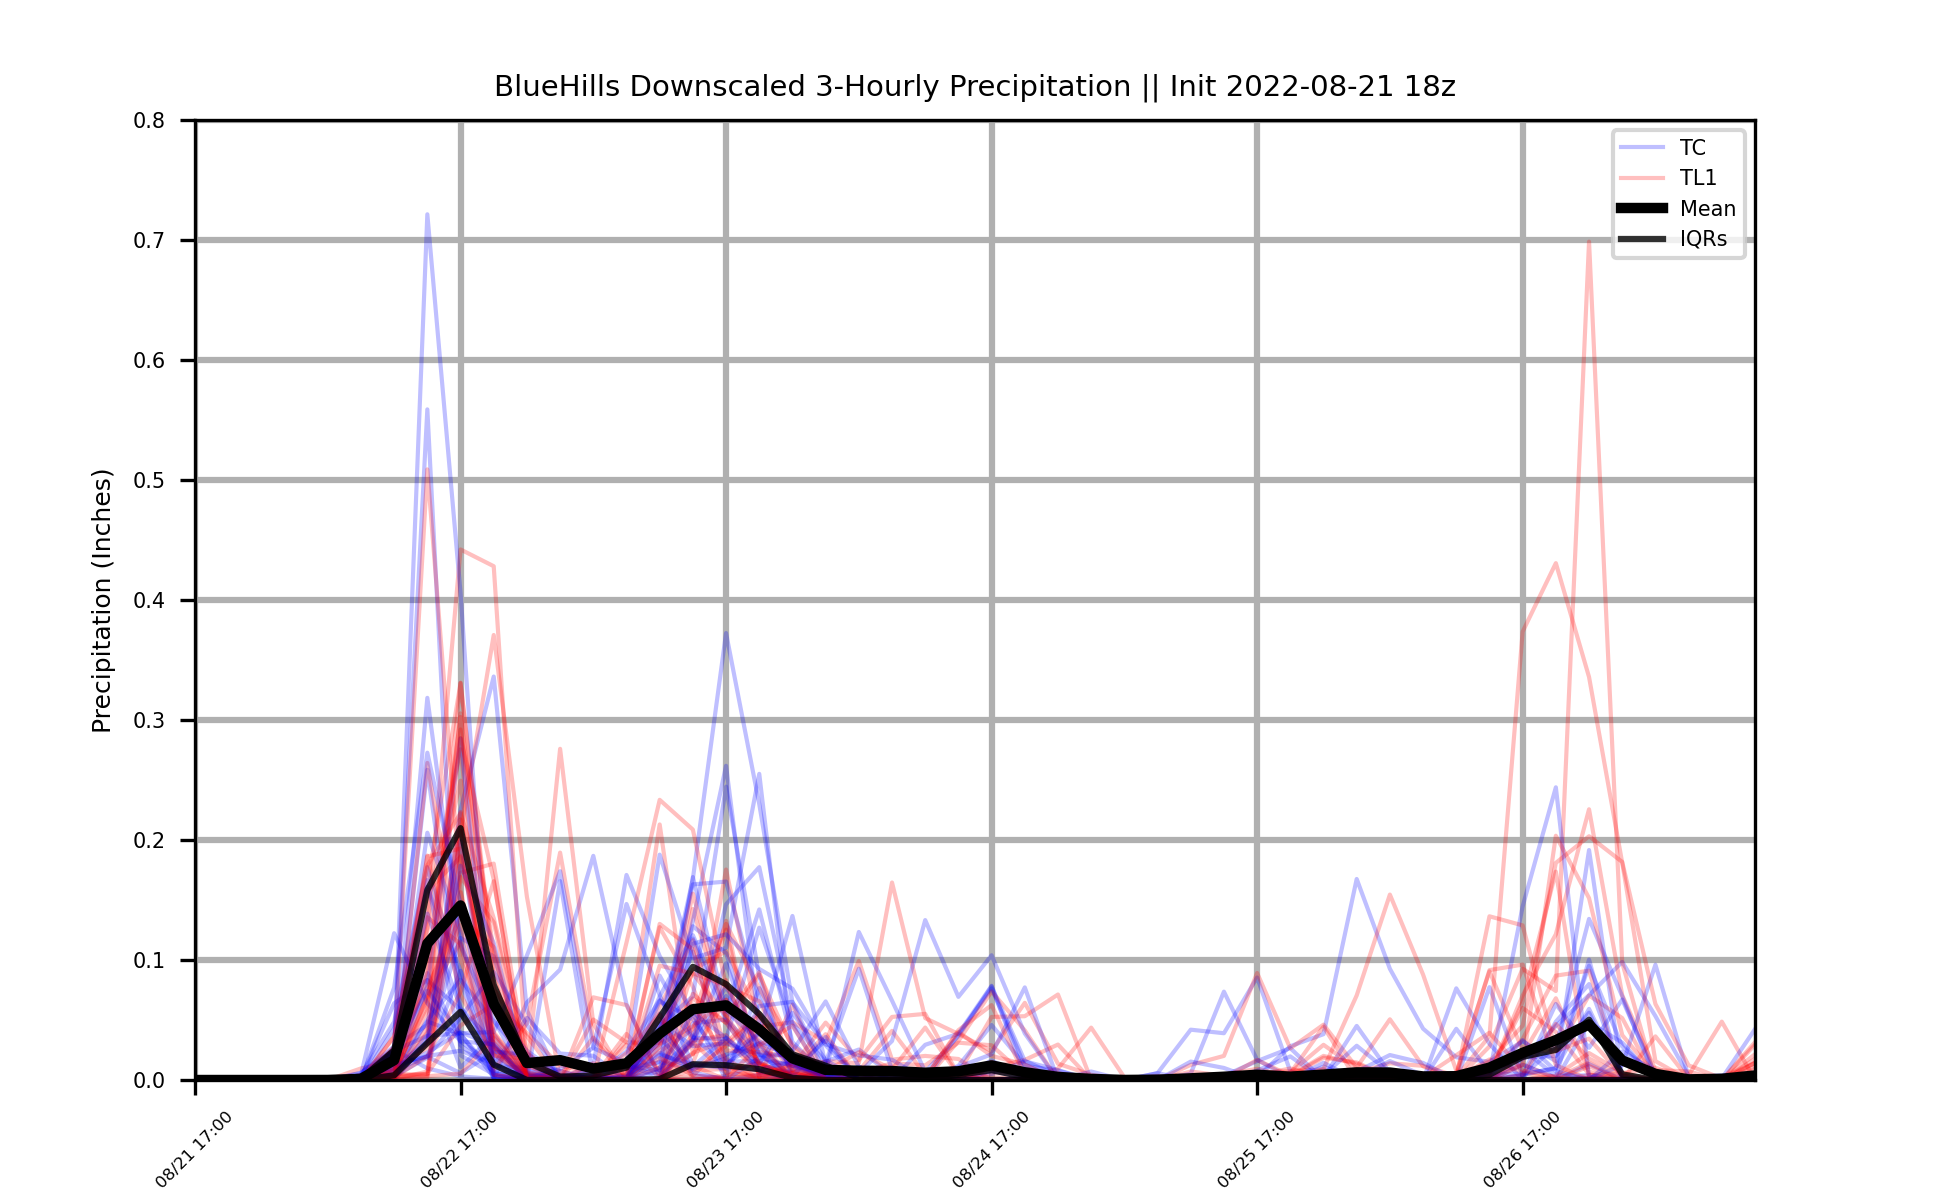 BlueHills Downscaled 3-Hourly Precipitation || Init 2022-08-21 18z
Precipitation (Inches)
0.8
0.7
0.6
0.5
0.4
0.3
0.2
0.1
0.0
TC
TL1
Mean
IQRs
08/21 17:00
08/22 17:00
08/23 17:00
08/24 17:00
08/25 17:00
08/26 17:00